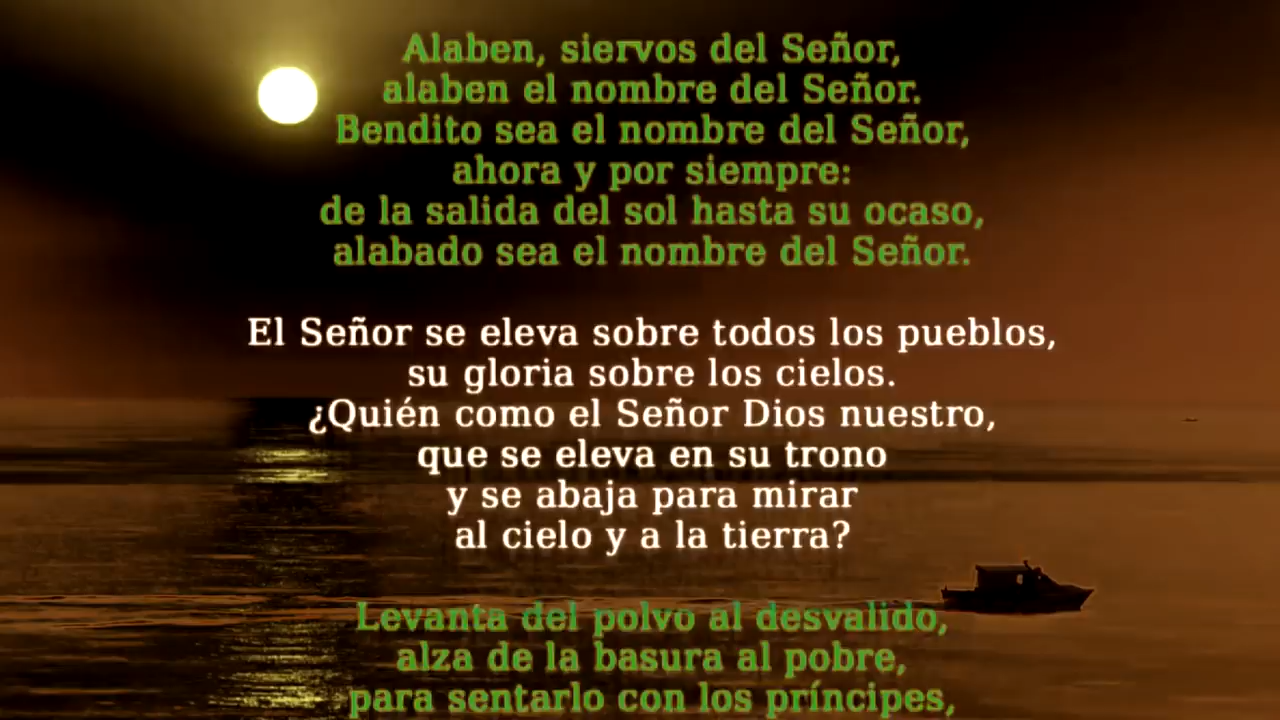 Alaben, siervos del Señor,
alaben el nombre del Señor.
Bendito sea el nombre del Señor,
ahora y por siempre:
de la salida del sol hasta su ocaso,
alabado sea el nombre del Señor.
El Señor se eleva sobre todos los pueblos,
su gloria sobre los cielos.
¿Quién como el Señor Dios nuestro,
que se eleva en su trono
y se abaja para mirar
al cielo y a la tierra?
Levanta del polvo al desvalido,
alza de la basura al pobre,
para sentarlo con los príncipes,